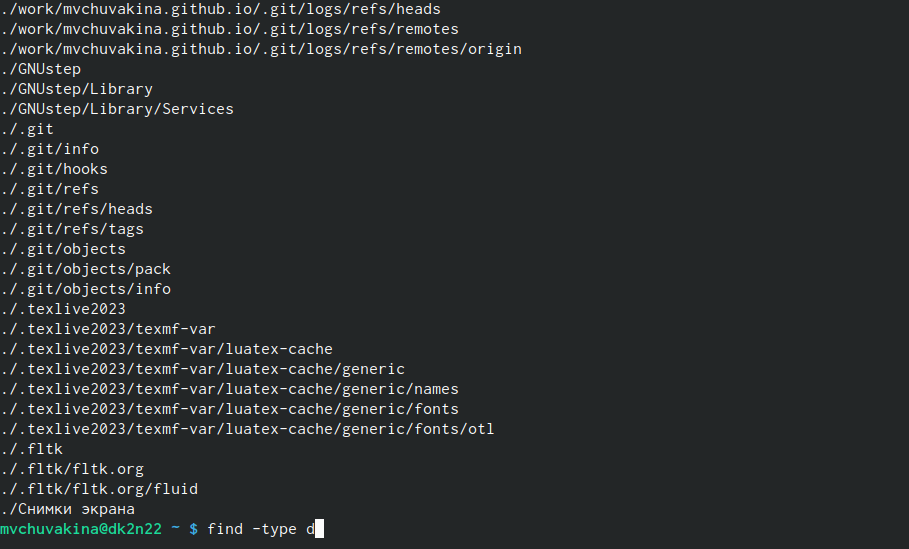 ./work/mvchuvakina.github.io/.git/logs/refs/heads
./work/mvchuvakina.github.io/.git/logs/refs/remotes
./work/mvchuvakina.github.io/.git/logs/refs/remotes/origin
./GNUstep
./GNUstep/Library
./GNUstep/Library/Services
./.git
./.git/info
./.git/hooks
./.git/refs
./.git/refs/heads
./.git/refs/tags
./.git/objects
./.git/objects/pack
./.git/objects/info
./.texlive2023
./.texlive2023/texmf-var
./.texlive2023/texmf-var/luatex-cache
./.texlive2023/texmf-var/luatex-cache/generic
./.texlive2023/texmf-var/luatex-cache/generic/names
./.texlive2023/texmf-var/luatex-cache/generic/fonts
./.texlive2023/texmf-var/luatex-cache/generic/fonts/otl
./.fltk
./.fltk/fltk.org
./.fltk/fltk.org/fluid
./Снимки экрана
mvchuvakina@dk2n22 ~ $ find -type d